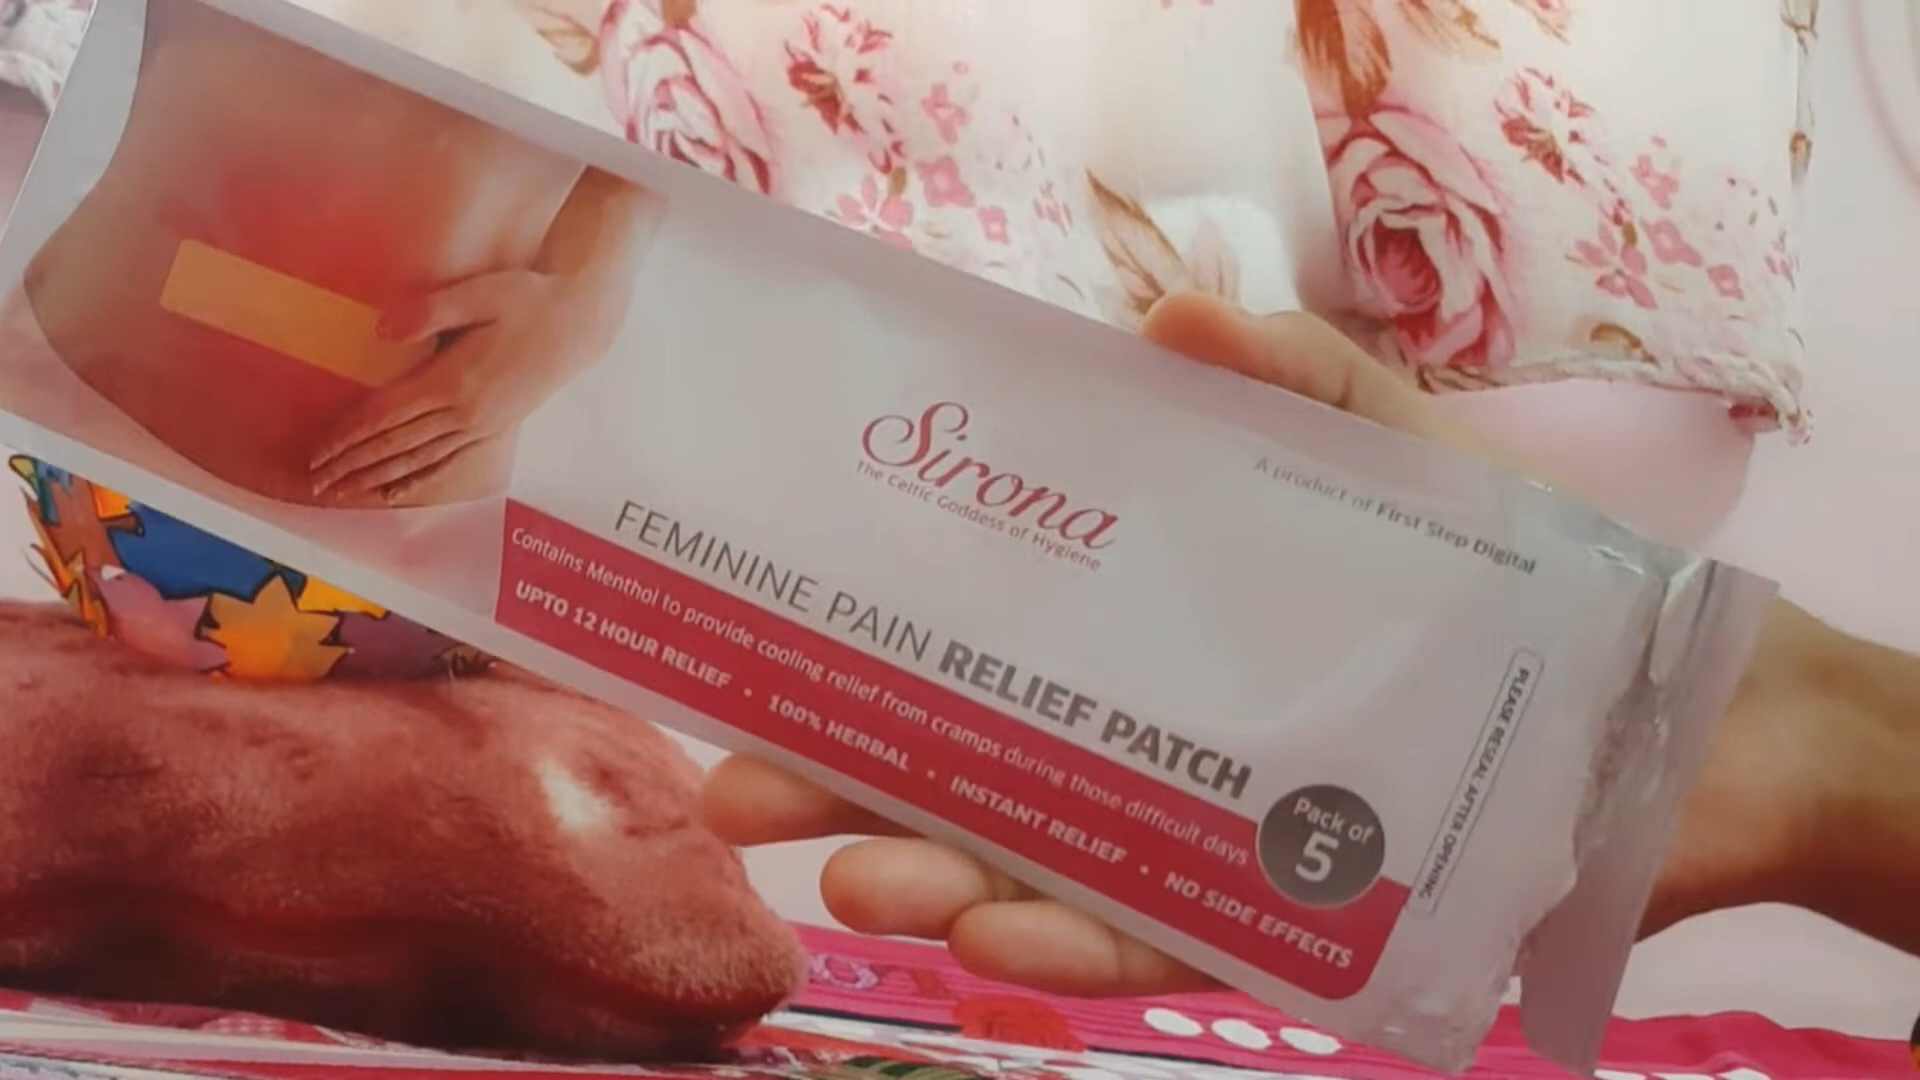 Sirona
The Celtic Goddess of Hygiene
A product of First Step Digital
FEMININE PAIN RELIEF PATCH
Contains Menthol to provide cooling relief from cramps during those difficult days
UPTO 12 HOUR RELIEF • 100% HERBAL • INSTANT RELIEF • NO SIDE EFFECTS
Pack of
5
PLEASE RESEAL AFTER OPENING